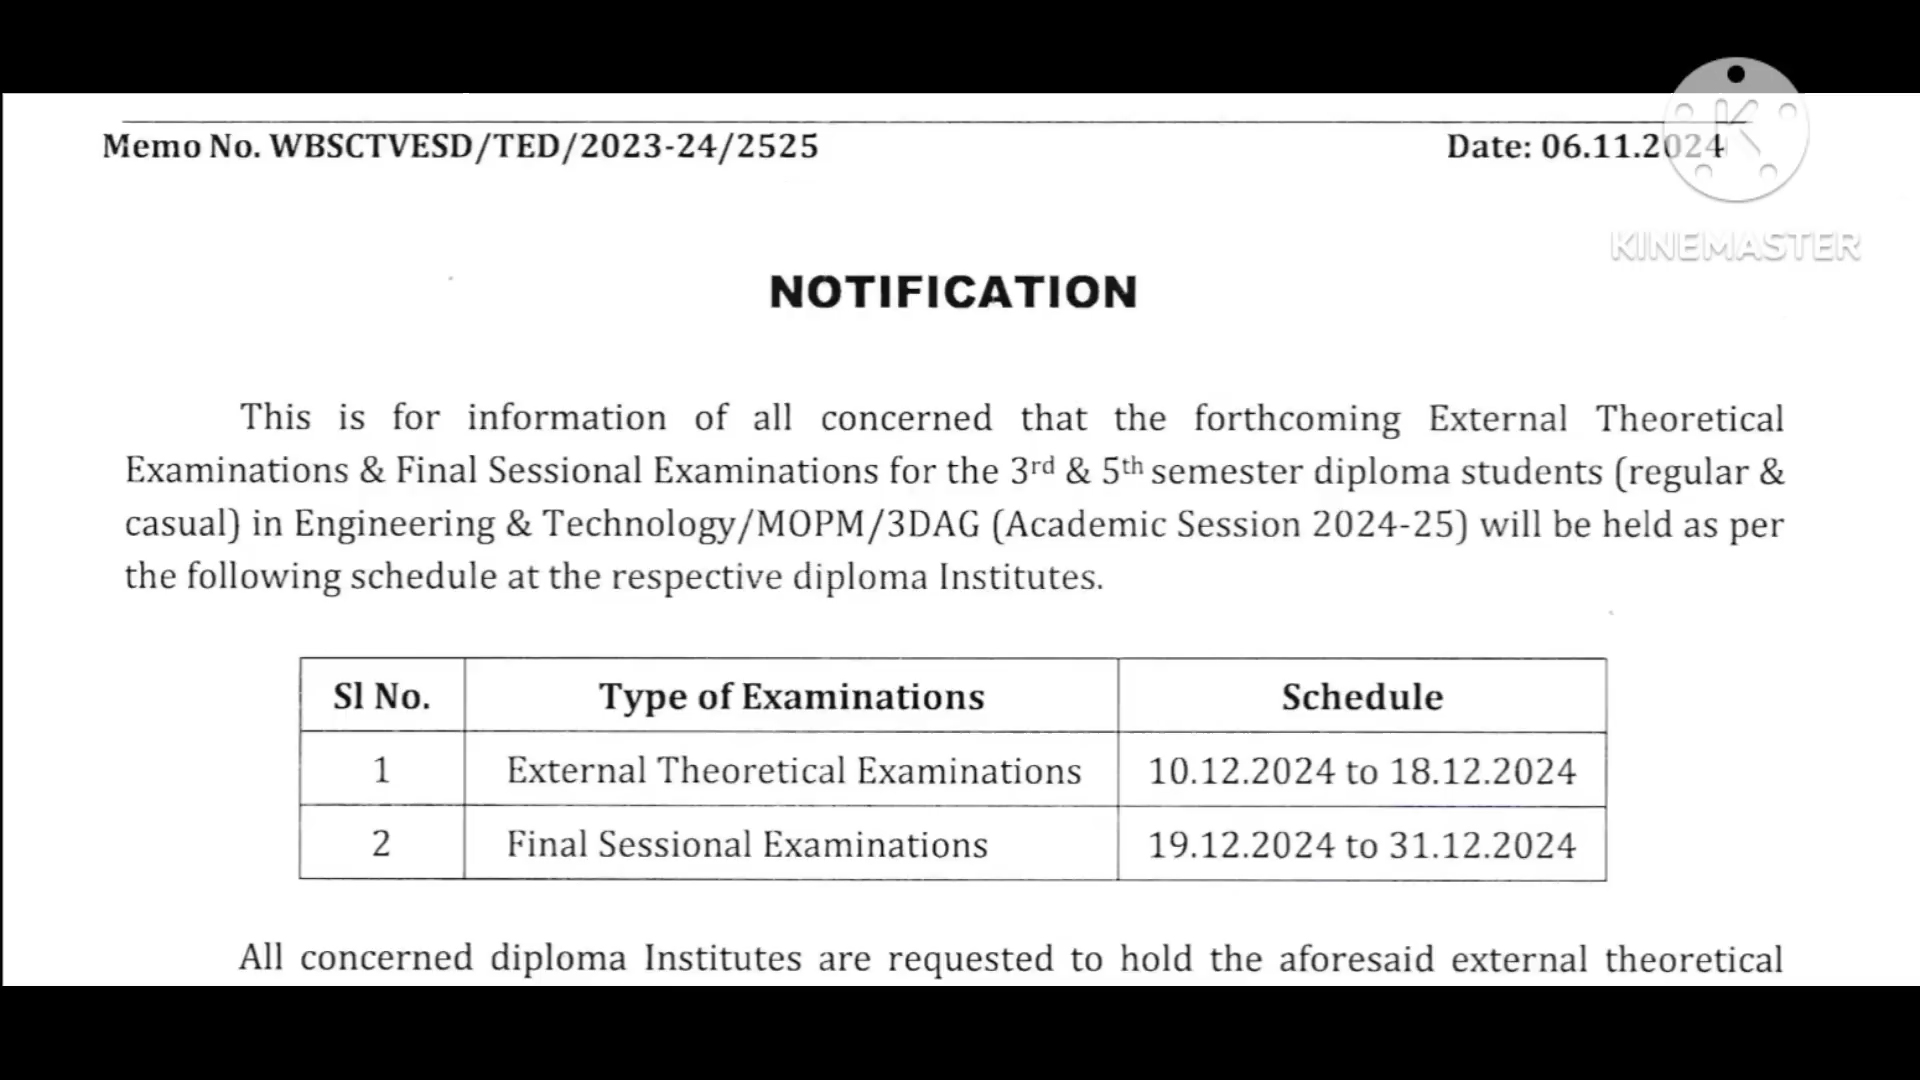 Memo No. WBSCTVESD/TED/2023-24/2525 Date: 06.11.2024
KINEMASTER
NOTIFICATION
This is for information of all concerned that the forthcoming External Theoretical
Examinations & Final Sessional Examinations for the 3rd & 5th semester diploma students (regular &
casual) in Engineering & Technology/MOPM/3DAG (Academic Session 2024-25) will be held as per
the following schedule at the respective diploma Institutes.
Sl No. Type of Examinations Schedule
1 External Theoretical Examinations 10.12.2024 to 18.12.2024
2 Final Sessional Examinations 19.12.2024 to 31.12.2024
All concerned diploma Institutes are requested to hold the aforesaid external theoretical